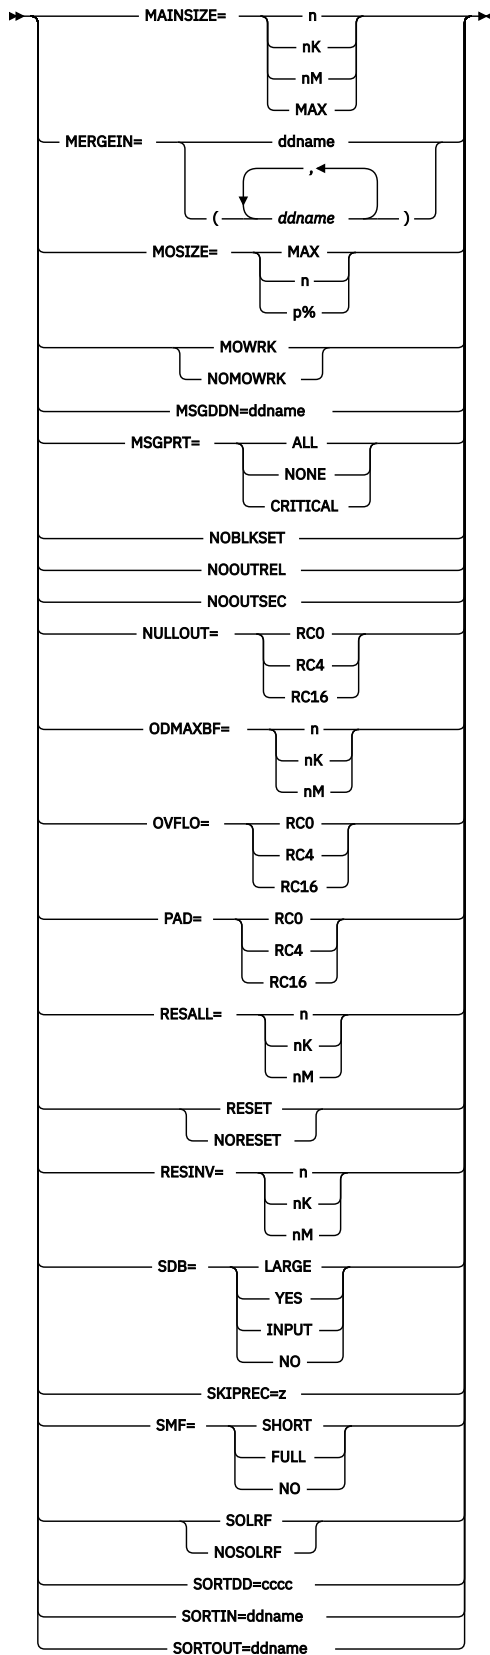 MAINSIZE= n
nK
nM
MAX
MERGEIN= ddname
,
( ddname )
MOSIZE= MAX
n
p%
MOWRK
NOMOWRK
MSGDDN=ddname
MSGPRT= ALL
NONE
CRITICAL
NOBLKSET
NOOUTREL
NOOUTSEC
NULLOUT= RC0
RC4
RC16
ODMAXBF= n
nK
nM
OVFLO= RC0
RC4
RC16
PAD= RC0
RC4
RC16
RESALL= n
nK
nM
RESET
NORESET
RESINV= n
nK
nM
SDB= LARGE
YES
INPUT
NO
SKIPREC=z
SMF= SHORT
FULL
NO
SOLRF
NOSOLRF
SORTDD=cccc
SORTIN=ddname
SORTOUT=ddname